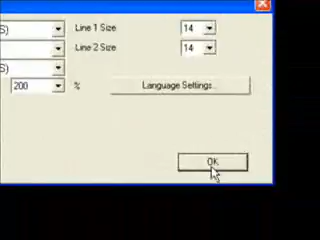 S) Line 1 Size 14
Line 2 Size 14
S)
200 % Language Settings...
OK